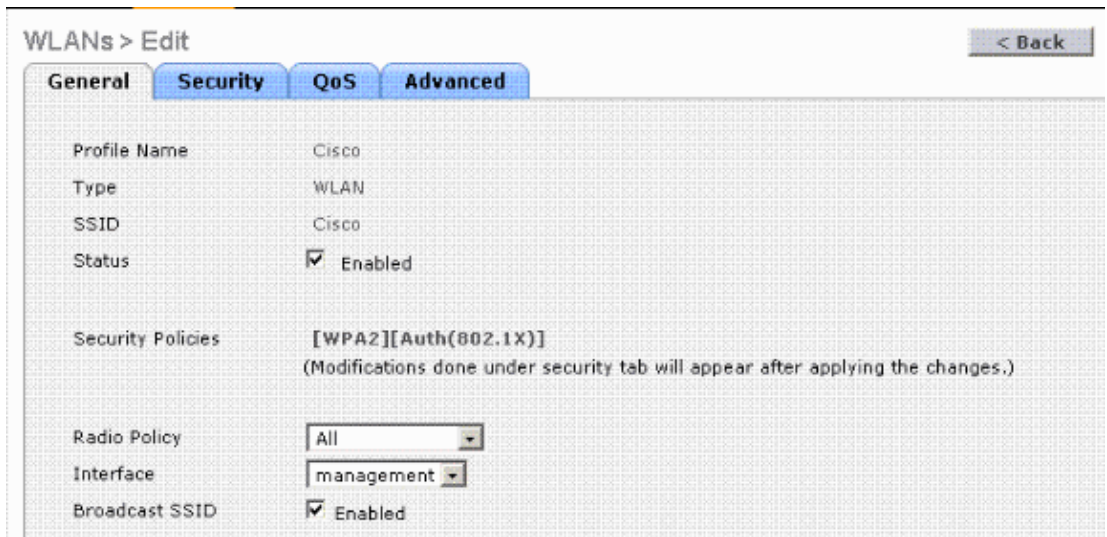 WLANs > Edit
< Back
General Security QoS Advanced
Profile Name Cisco
Type WLAN
SSID Cisco
Status Enabled
Security Policies [WPA2][Auth(802.1X)]
(Modifications done under security tab will appear after applying the changes.)
Radio Policy All
Interface management
Broadcast SSID Enabled